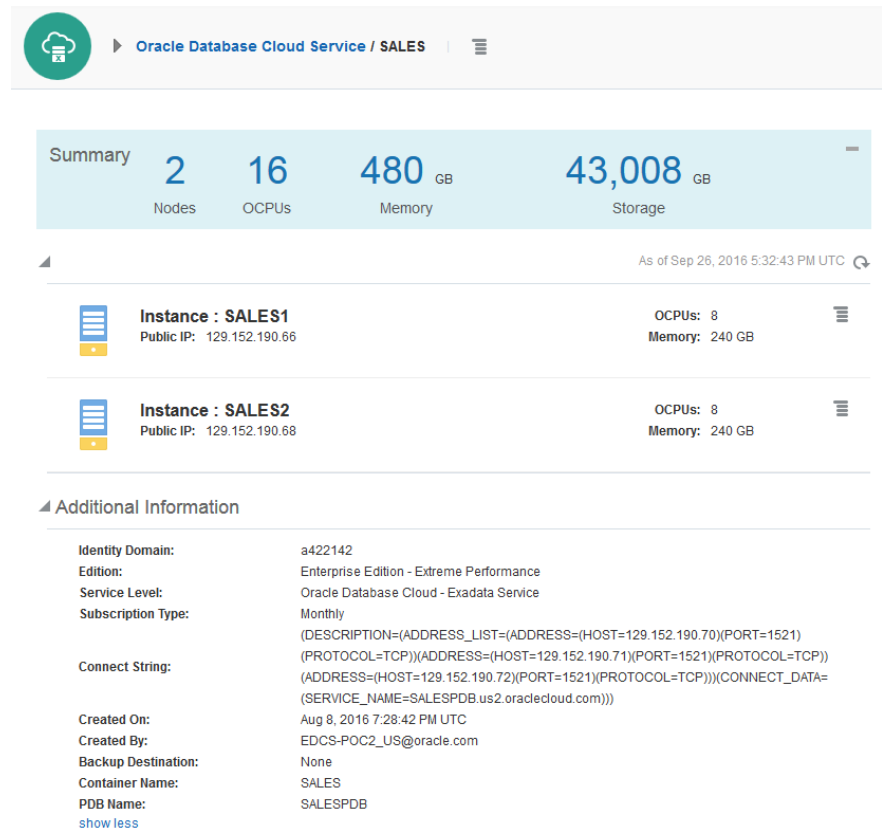 Oracle Database Cloud Service / SALES
Summary
2 16 480 GB 43,008 GB
Nodes OCPUs Memory Storage
As of Sep 26, 2016 5:32:43 PM UTC
Instance : SALES1 OCPUs: 8
Public IP: 129.152.190.66 Memory: 240 GB
Instance : SALES2 OCPUs: 8
Public IP: 129.152.190.68 Memory: 240 GB
Additional Information
Identity Domain: a422142
Edition: Enterprise Edition - Extreme Performance
Service Level: Oracle Database Cloud - Exadata Service
Subscription Type: Monthly
Connect String: (DESCRIPTION=(ADDRESS_LIST=(ADDRESS=(HOST=129.152.190.70)(PORT=1521)
(PROTOCOL=TCP))(ADDRESS=(HOST=129.152.190.71)(PORT=1521)(PROTOCOL=TCP))
(ADDRESS=(HOST=129.152.190.72)(PORT=1521)(PROTOCOL=TCP)))(CONNECT_DATA=
(SERVICE_NAME=SALESPDB.us2.oraclecloud.com)))
Created On: Aug 8, 2016 7:28:42 PM UTC
Created By: EDCS-POC2_US@oracle.com
Backup Destination: None
Container Name: SALES
PDB Name: SALESPDB
show less